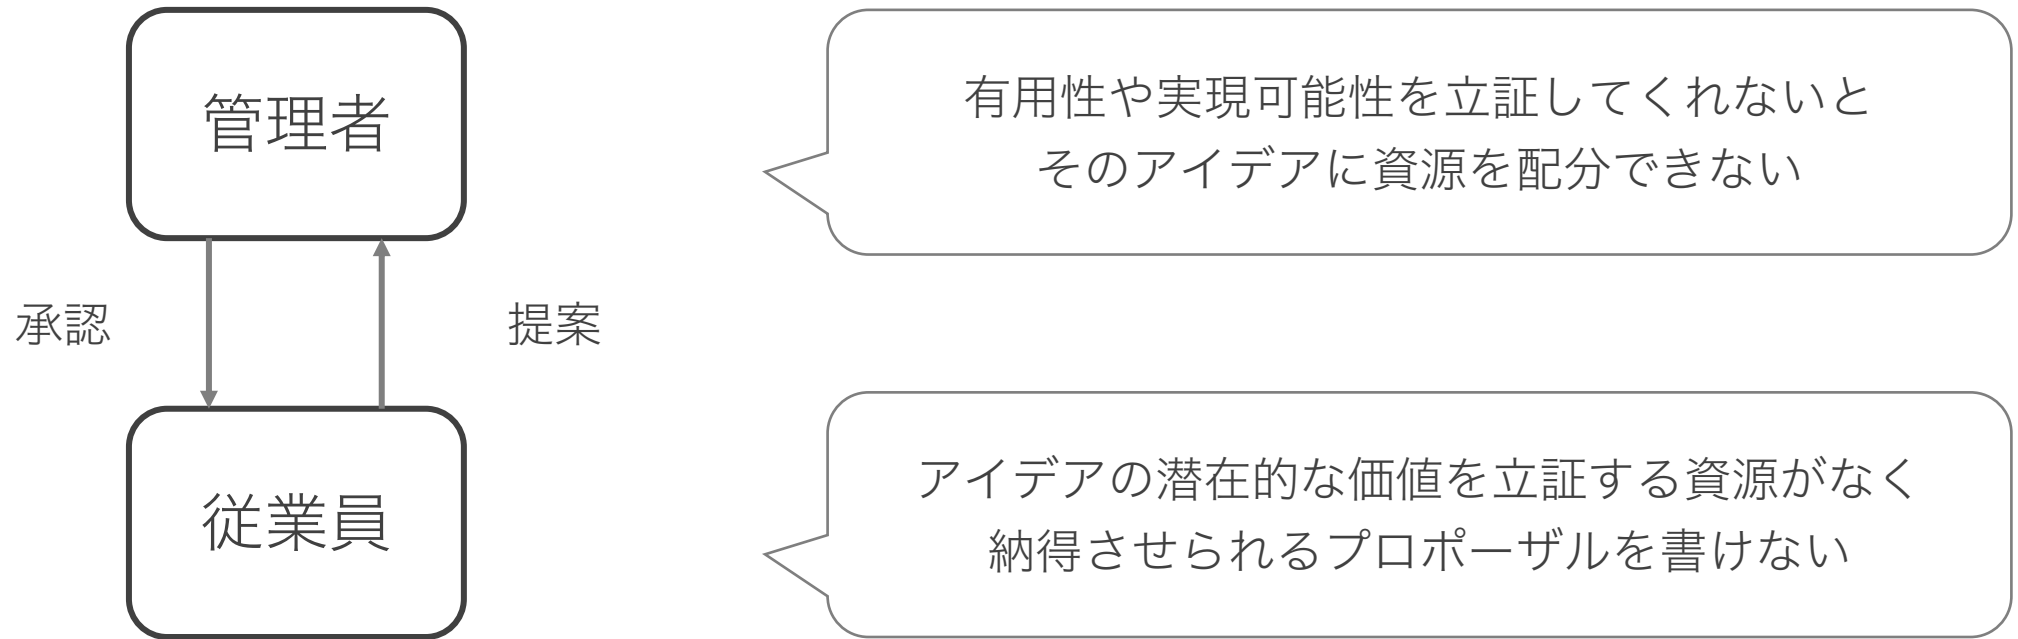 管理者
有用性や実現可能性を立証してくれないと
そのアイデアに資源を配分できない
承認
提案
従業員
アイデアの潜在的な価値を立証する資源がなく
納得させられるプロポーザルを書けない